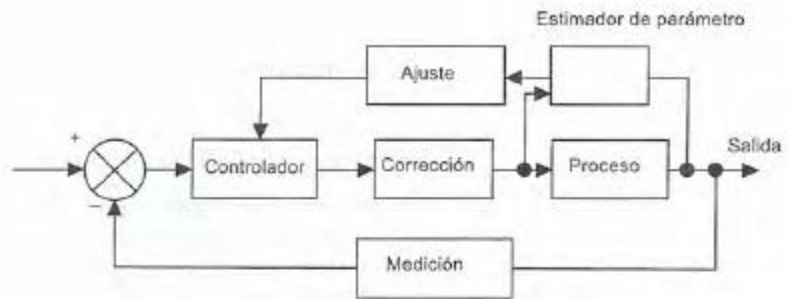 Estimador de parámetro
Ajuste
+
Controlador
Corrección
Proceso
Salida
−
Medición